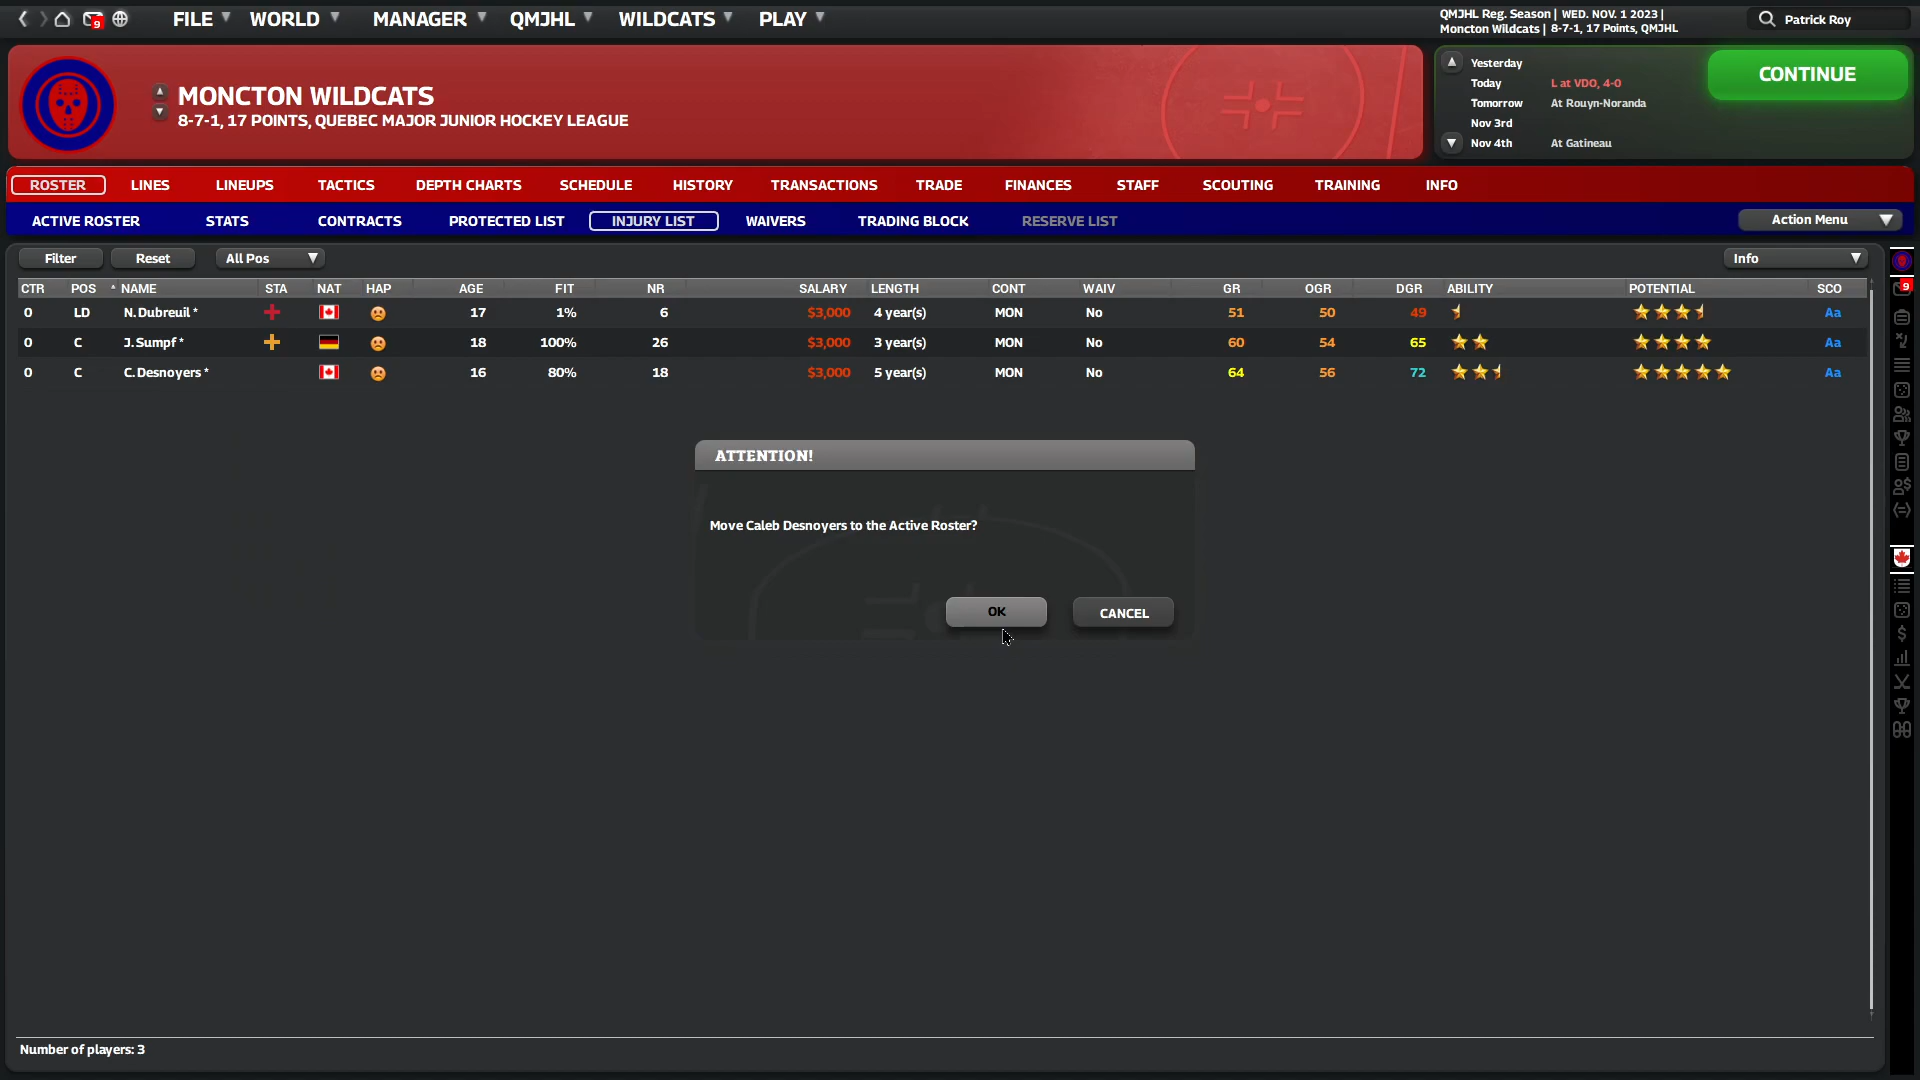 FILE WORLD MANAGER QMJHL WILDCATS PLAY
9
QMJHL Reg. Season | WED. NOV. 1 2023 |
Moncton Wildcats | 8-7-1, 17 Points, QMJHL
Patrick Roy
MONCTON WILDCATS
8-7-1, 17 POINTS, QUEBEC MAJOR JUNIOR HOCKEY LEAGUE
Yesterday
Today L at VDO, 4-0
Tomorrow At Rouyn-Noranda
Nov 3rd
Nov 4th At Gatineau
CONTINUE
ROSTER LINES LINEUPS TACTICS DEPTH CHARTS SCHEDULE HISTORY TRANSACTIONS TRADE FINANCES STAFF SCOUTING TRAINING INFO
ACTIVE ROSTER STATS CONTRACTS PROTECTED LIST INJURY LIST WAIVERS TRADING BLOCK RESERVE LIST
Action Menu
Filter Reset All Pos Info
CTR POS NAME STA NAT HAP AGE FIT NR SALARY LENGTH CONT WAIV GR OGR DGR ABILITY POTENTIAL SCO
0 LD N. Dubreuil * 17 1% 6 $3,000 4 year(s) MON No 51 50 49 Aa
0 C J. Sumpf * 18 100% 26 $3,000 3 year(s) MON No 60 54 65 Aa
0 C C. Desnoyers * 16 80% 18 $3,000 5 year(s) MON No 64 56 72 Aa
9
ATTENTION!
Move Caleb Desnoyers to the Active Roster?
OK CANCEL
Number of players: 3